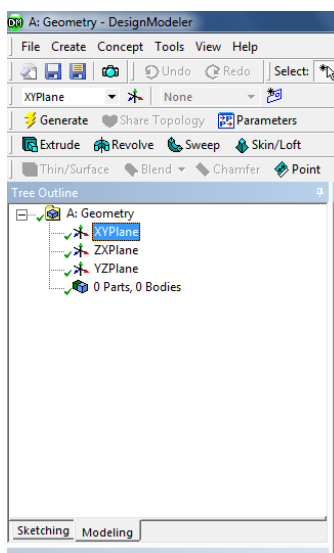 DM A: Geometry - DesignModeler
File Create Concept Tools View Help
Undo Redo Select:
XYPlane None
Generate Share Topology Parameters
Extrude Revolve Sweep Skin/Loft
Thin/Surface Blend Chamfer Point
Tree Outline
A: Geometry
XYPlane
ZXPlane
YZPlane
0 Parts, 0 Bodies
Sketching Modeling